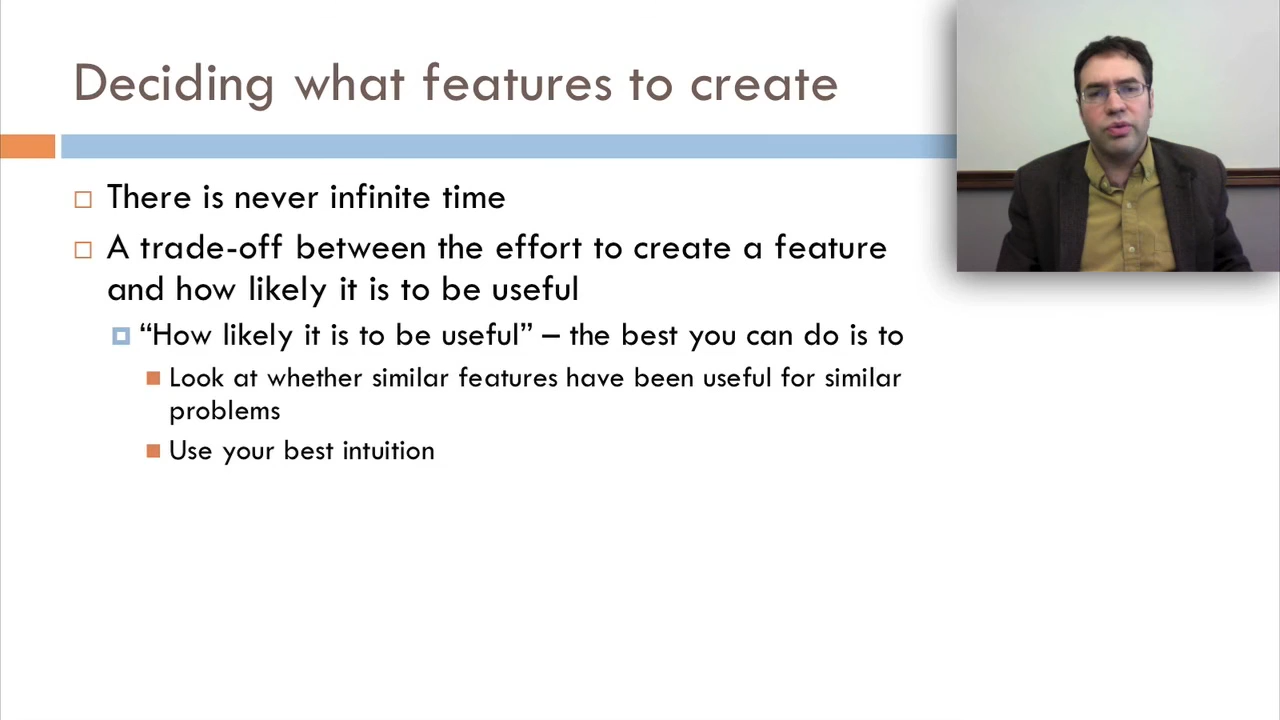 Deciding what features to create
There is never infinite time
A trade-off between the effort to create a feature
and how likely it is to be useful
“How likely it is to be useful” – the best you can do is to
Look at whether similar features have been useful for similar
problems
Use your best intuition